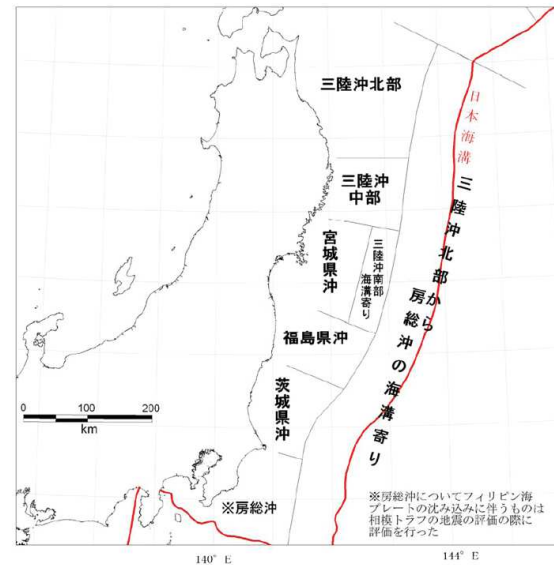 三陸沖北部
日本海溝
三陸沖
中部
三陸沖北部から
房総沖の海溝寄り
宮城県沖
三陸沖南部
海溝寄り
福島県沖
茨城県沖
0 100 200
km
※房総沖
※房総沖についてフィリピン海
プレートの沈み込みに伴うものは
相模トラフの地震の評価の際に
評価を行った
140°E
144°E